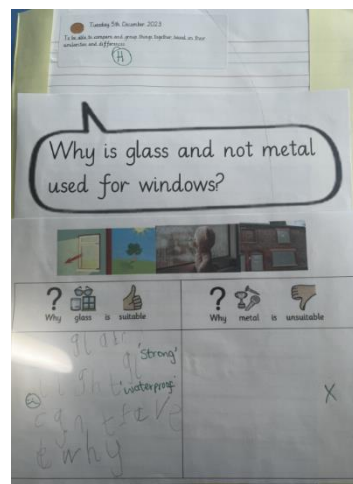 Tuesday 5th December 2023
To be able to compare and group things together based on their
similarities and differences.
H
Why is glass and not metal
used for windows?
Why glass is suitable
Why metal is unsuitable
'Strong'
'waterproof'
why
X